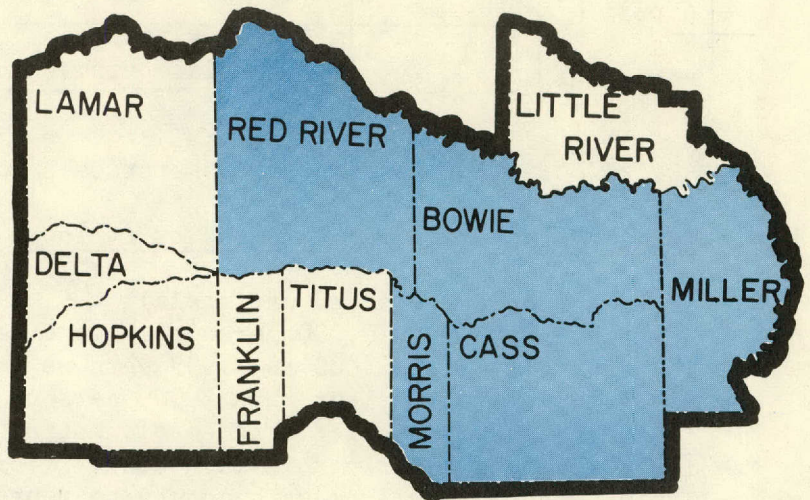 LAMAR
RED RIVER
LITTLE
RIVER
BOWIE
DELTA
HOPKINS
FRANKLIN
TITUS
MORRIS
CASS
MILLER